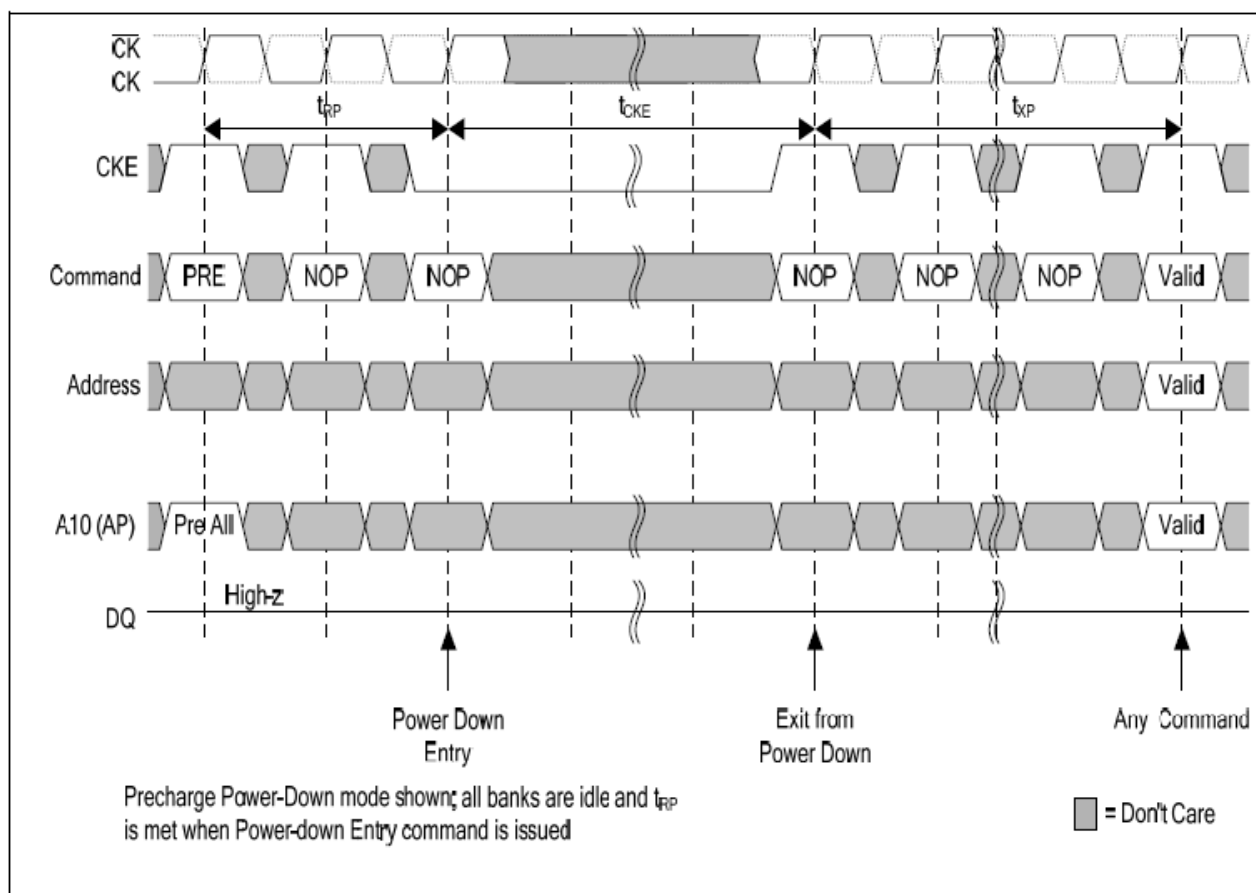 CK
CK
tRP tCKE tXP
CKE
Command PRE NOP NOP NOP NOP NOP Valid
Address Valid
A10 (AP) Pre All Valid
High-z
DQ
Power Down
Entry
Exit from
Power Down
Any Command
Precharge Power-Down mode shown; all banks are idle and tRP
is met when Power-down Entry command is issued
= Don't Care